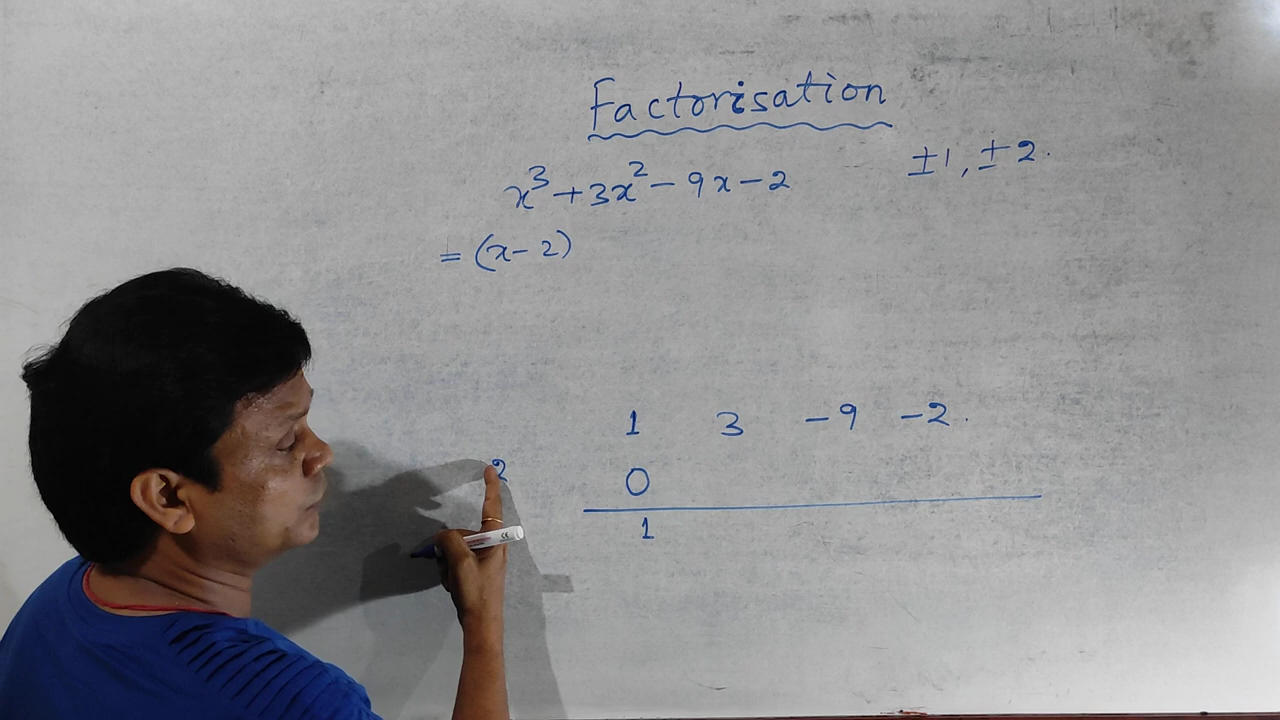 Factorisation
x³ + 3x² - 9x - 2 ±1, ±2.
= (x - 2)
1 3 -9 -2.
2 0
1